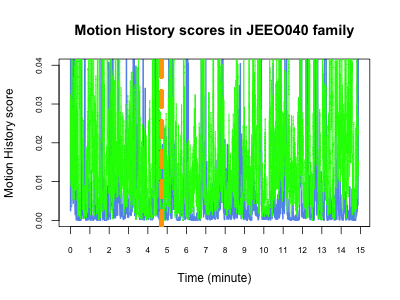 Motion History scores in JEEO040 family
Motion History score
0.04
0.03
0.02
0.01
0.00
0 1 2 3 4 5 6 7 8 9 10 11 12 13 14 15
Time (minute)